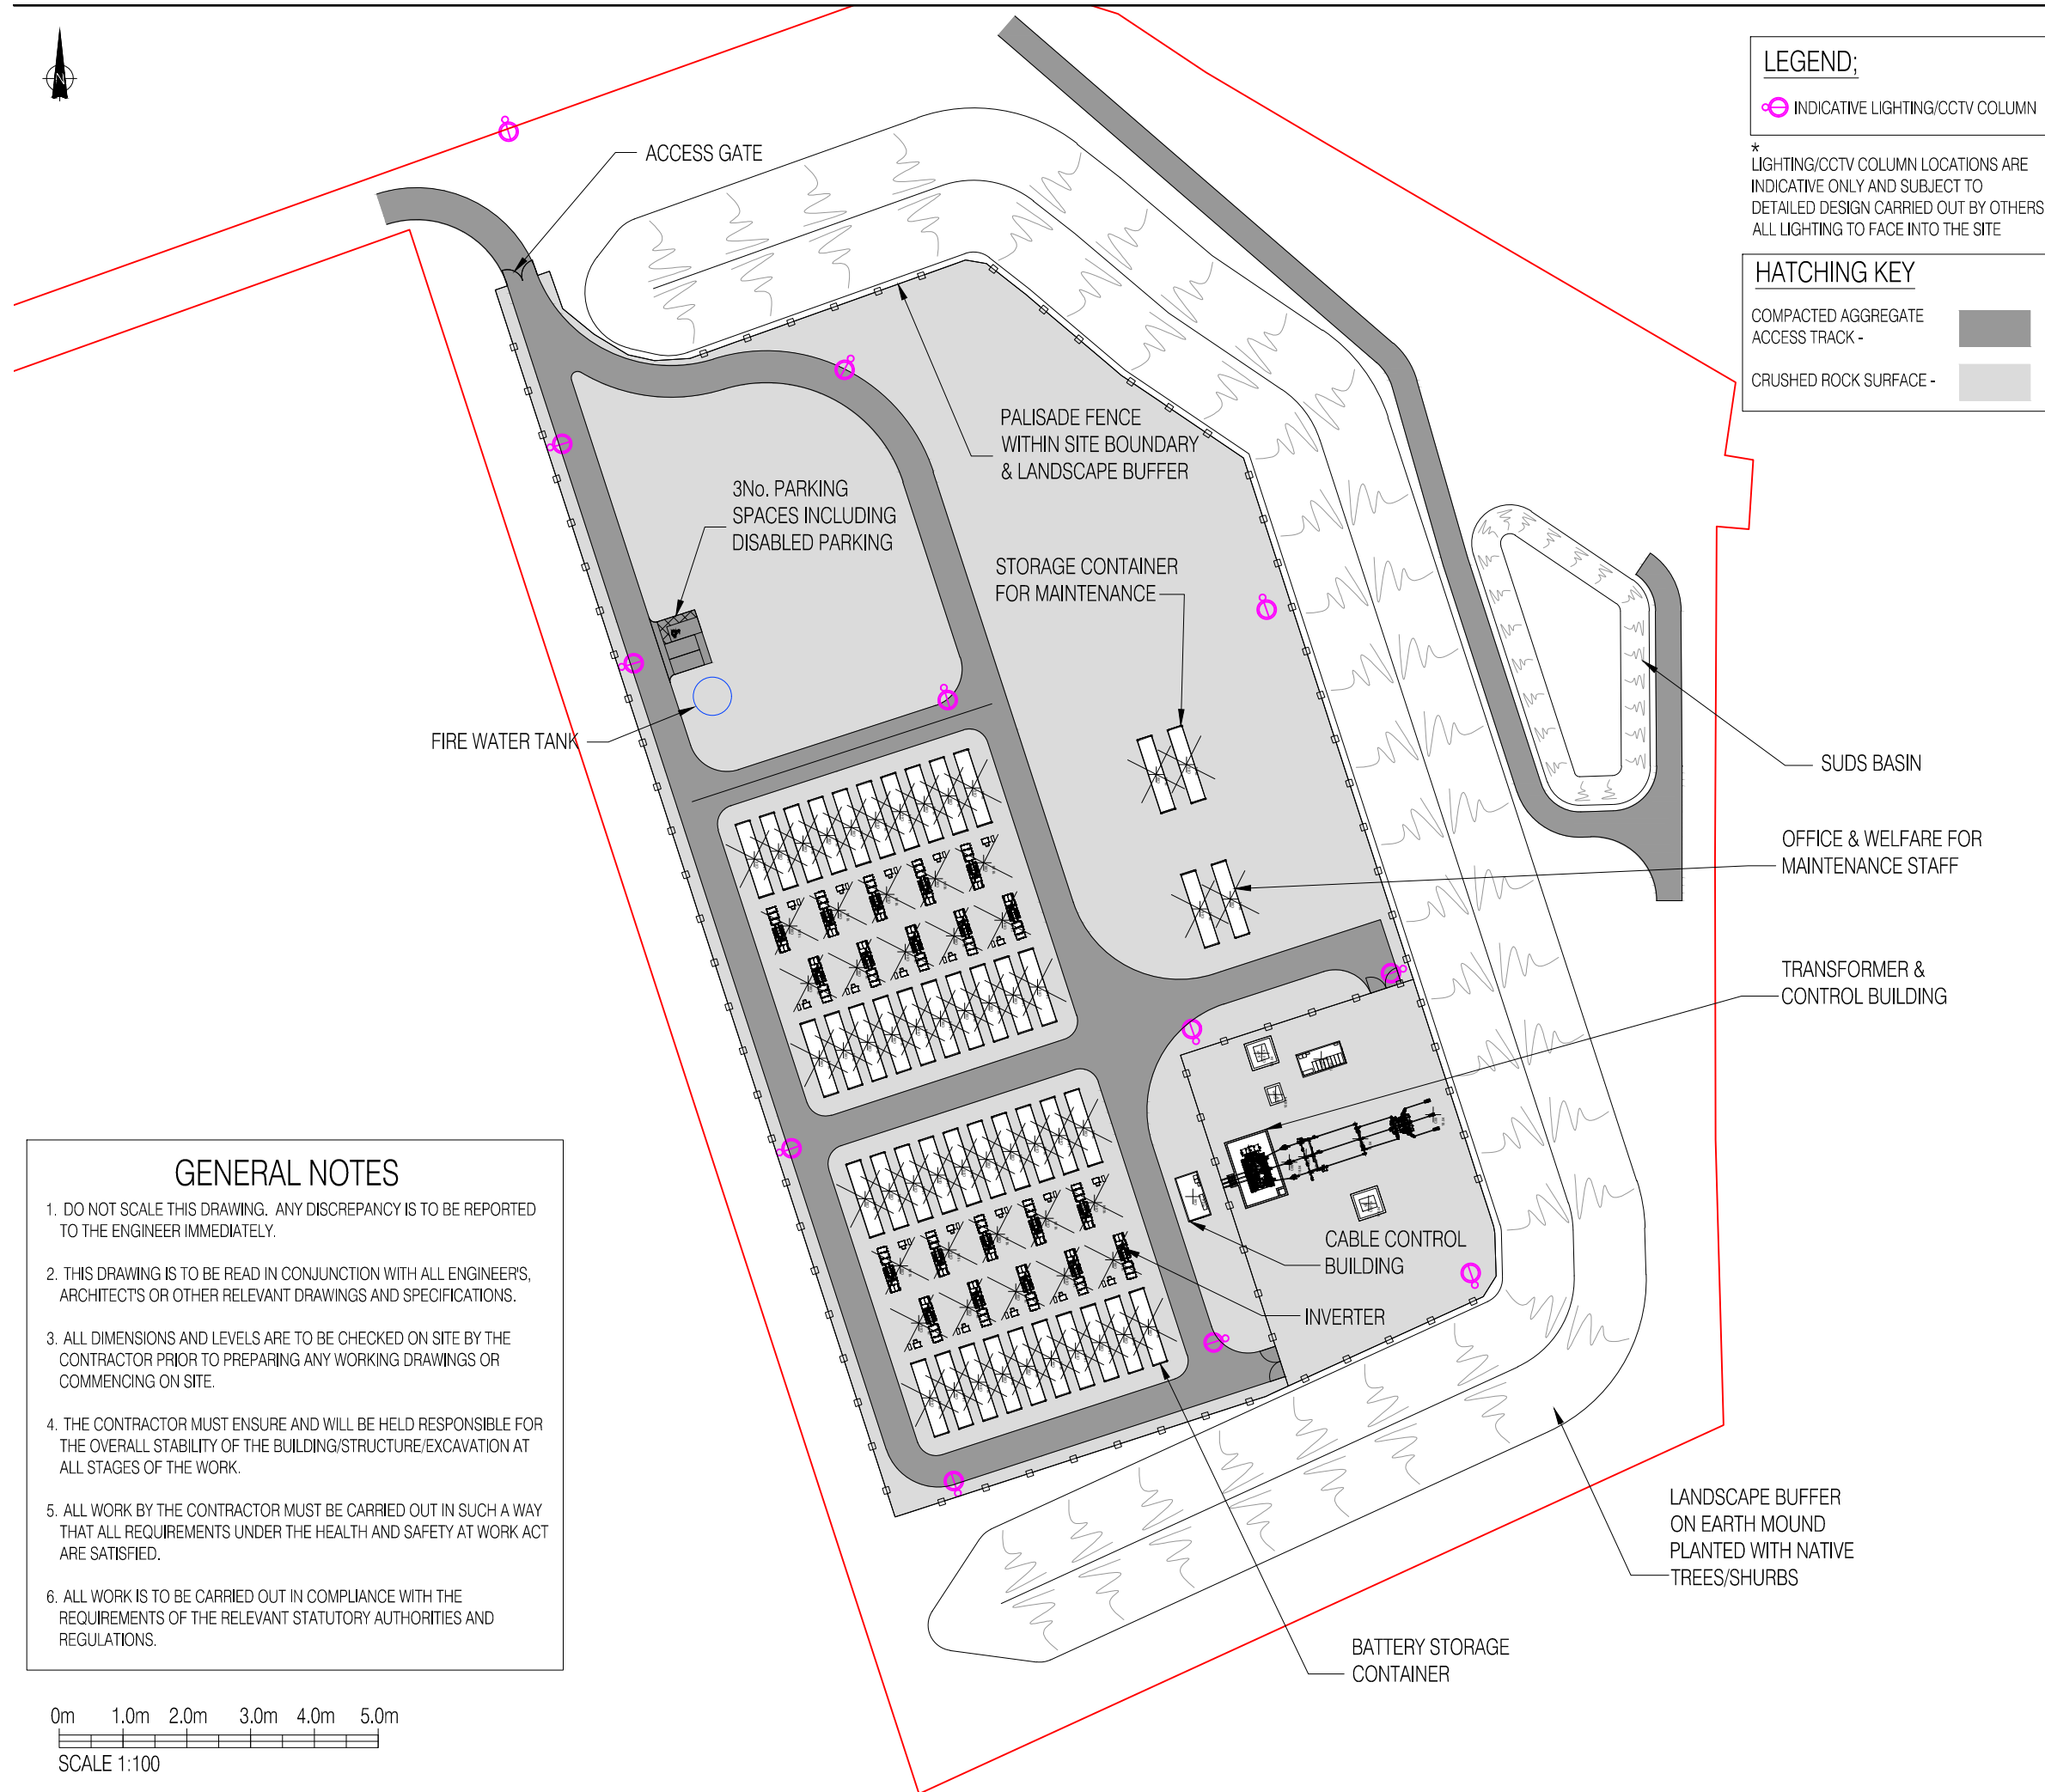 N
ACCESS GATE
LEGEND;
INDICATIVE LIGHTING/CCTV COLUMN
*
LIGHTING/CCTV COLUMN LOCATIONS ARE
INDICATIVE ONLY AND SUBJECT TO
DETAILED DESIGN CARRIED OUT BY OTHERS
ALL LIGHTING TO FACE INTO THE SITE
HATCHING KEY
COMPACTED AGGREGATE
ACCESS TRACK -
CRUSHED ROCK SURFACE -
PALISADE FENCE
WITHIN SITE BOUNDARY
& LANDSCAPE BUFFER
3No. PARKING
SPACES INCLUDING
DISABLED PARKING
STORAGE CONTAINER
FOR MAINTENANCE
FIRE WATER TANK
SUDS BASIN
OFFICE & WELFARE FOR
MAINTENANCE STAFF
TRANSFORMER &
CONTROL BUILDING
CABLE CONTROL
BUILDING
INVERTER
LANDSCAPE BUFFER
ON EARTH MOUND
PLANTED WITH NATIVE
TREES/SHURBS
BATTERY STORAGE
CONTAINER
GENERAL NOTES
1. DO NOT SCALE THIS DRAWING. ANY DISCREPANCY IS TO BE REPORTED
TO THE ENGINEER IMMEDIATELY.
2. THIS DRAWING IS TO BE READ IN CONJUNCTION WITH ALL ENGINEER'S,
ARCHITECT'S OR OTHER RELEVANT DRAWINGS AND SPECIFICATIONS.
3. ALL DIMENSIONS AND LEVELS ARE TO BE CHECKED ON SITE BY THE
CONTRACTOR PRIOR TO PREPARING ANY WORKING DRAWINGS OR
COMMENCING ON SITE.
4. THE CONTRACTOR MUST ENSURE AND WILL BE HELD RESPONSIBLE FOR
THE OVERALL STABILITY OF THE BUILDING/STRUCTURE/EXCAVATION AT
ALL STAGES OF THE WORK.
5. ALL WORK BY THE CONTRACTOR MUST BE CARRIED OUT IN SUCH A WAY
THAT ALL REQUIREMENTS UNDER THE HEALTH AND SAFETY AT WORK ACT
ARE SATISFIED.
6. ALL WORK IS TO BE CARRIED OUT IN COMPLIANCE WITH THE
REQUIREMENTS OF THE RELEVANT STATUTORY AUTHORITIES AND
REGULATIONS.
0m 1.0m 2.0m 3.0m 4.0m 5.0m
SCALE 1:100